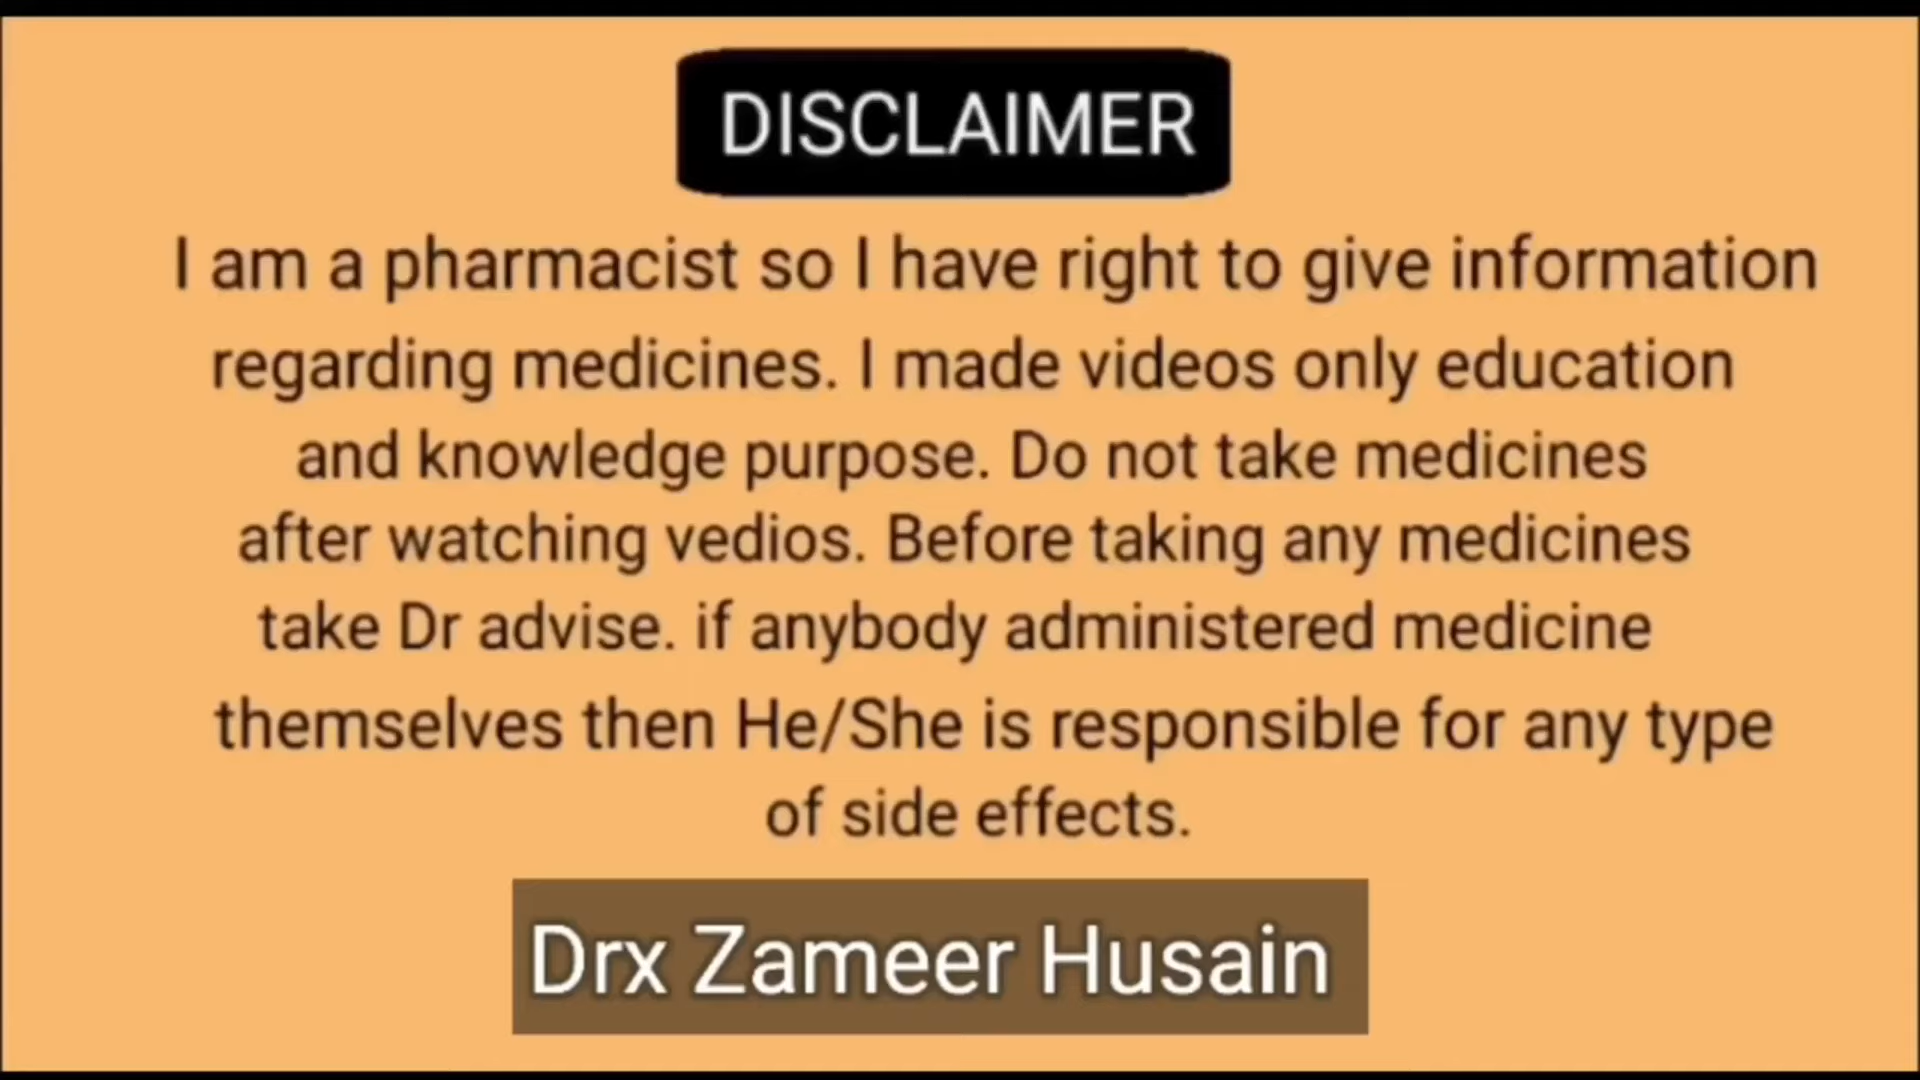 DISCLAIMER
I am a pharmacist so I have right to give information
regarding medicines. I made videos only education
and knowledge purpose. Do not take medicines
after watching vedios. Before taking any medicines
take Dr advise. if anybody administered medicine
themselves then He/She is responsible for any type
of side effects.
Drx Zameer Husain